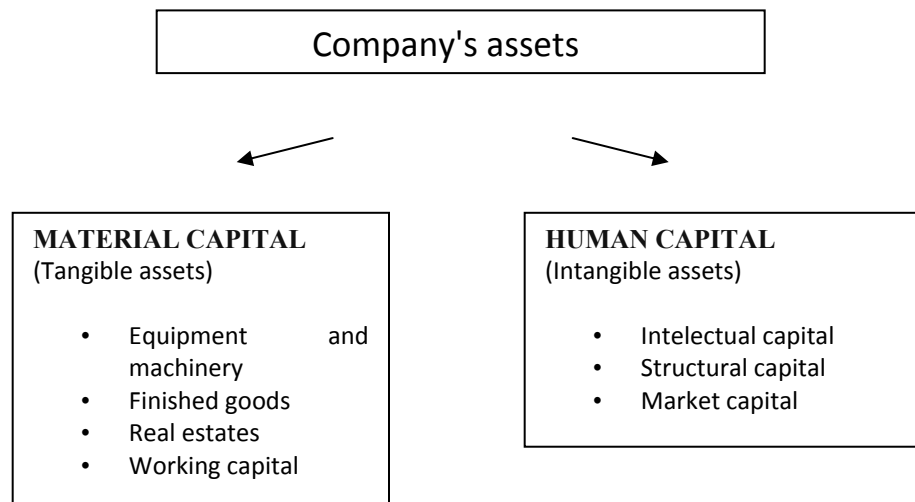 Company's assets
MATERIAL CAPITAL
(Tangible assets)
• Equipment and
machinery
• Finished goods
• Real estates
• Working capital
HUMAN CAPITAL
(Intangible assets)
• Intelectual capital
• Structural capital
• Market capital